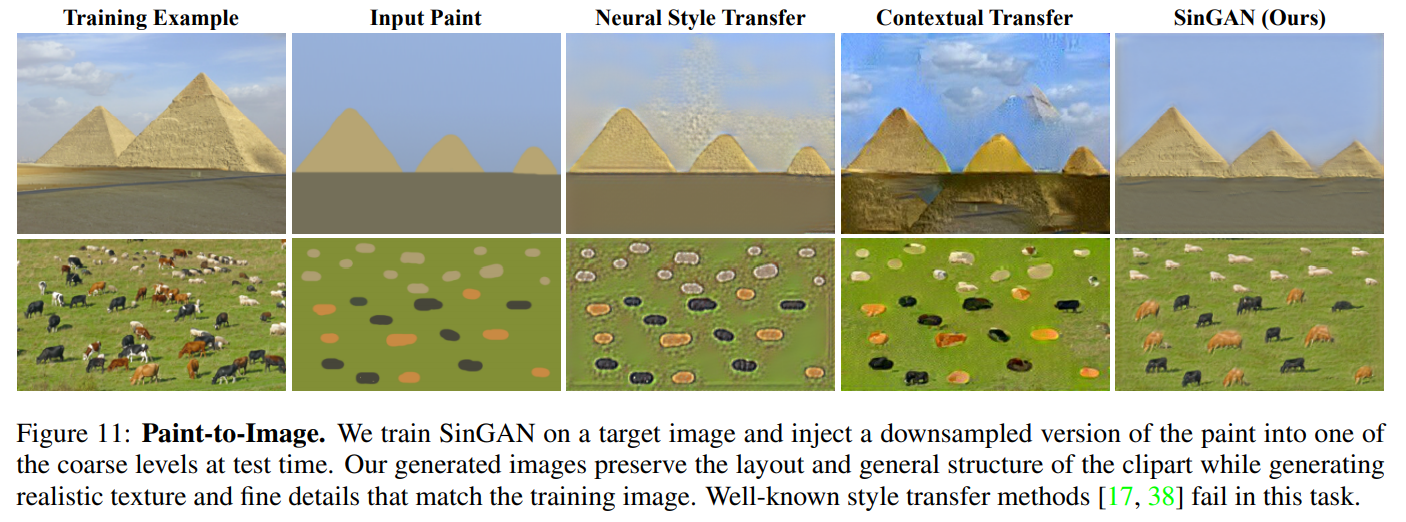 Training Example Input Paint Neural Style Transfer Contextual Transfer SinGAN (Ours)
Figure 11: Paint-to-Image. We train SinGAN on a target image and inject a downsampled version of the paint into one of
the coarse levels at test time. Our generated images preserve the layout and general structure of the clipart while generating
realistic texture and fine details that match the training image. Well-known style transfer methods [17, 38] fail in this task.